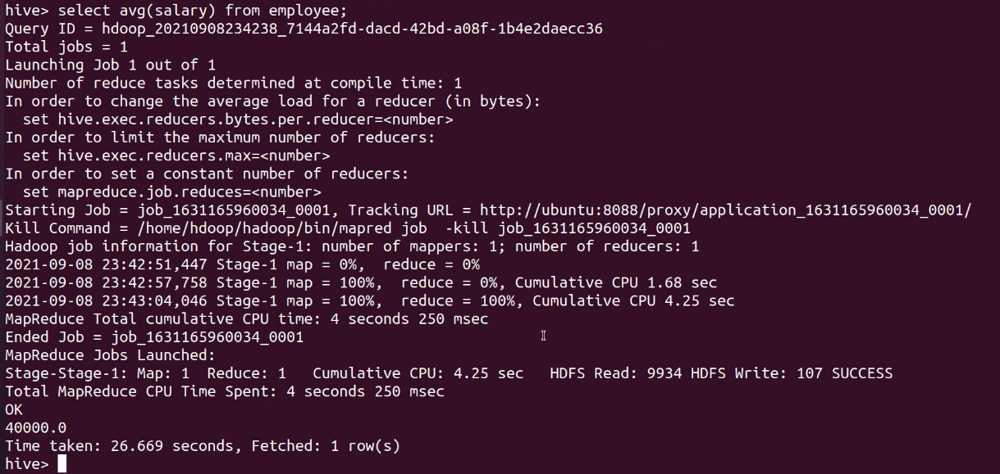 hive> select avg(salary) from employee;
Query ID = hdoop_20210908234238_7144a2fd-dacd-42bd-a08f-1b4e2daecc36
Total jobs = 1
Launching Job 1 out of 1
Number of reduce tasks determined at compile time: 1
In order to change the average load for a reducer (in bytes):
  set hive.exec.reducers.bytes.per.reducer=<number>
In order to limit the maximum number of reducers:
  set hive.exec.reducers.max=<number>
In order to set a constant number of reducers:
  set mapreduce.job.reduces=<number>
Starting Job = job_1631165960034_0001, Tracking URL = http://ubuntu:8088/proxy/application_1631165960034_0001/
Kill Command = /home/hdoop/hadoop/bin/mapred job  -kill job_1631165960034_0001
Hadoop job information for Stage-1: number of mappers: 1; number of reducers: 1
2021-09-08 23:42:51,447 Stage-1 map = 0%,  reduce = 0%
2021-09-08 23:42:57,758 Stage-1 map = 100%,  reduce = 0%, Cumulative CPU 1.68 sec
2021-09-08 23:43:04,046 Stage-1 map = 100%,  reduce = 100%, Cumulative CPU 4.25 sec
MapReduce Total cumulative CPU time: 4 seconds 250 msec
Ended Job = job_1631165960034_0001
MapReduce Jobs Launched:
Stage-Stage-1: Map: 1  Reduce: 1   Cumulative CPU: 4.25 sec   HDFS Read: 9934 HDFS Write: 107 SUCCESS
Total MapReduce CPU Time Spent: 4 seconds 250 msec
OK
40000.0
Time taken: 26.669 seconds, Fetched: 1 row(s)
hive>